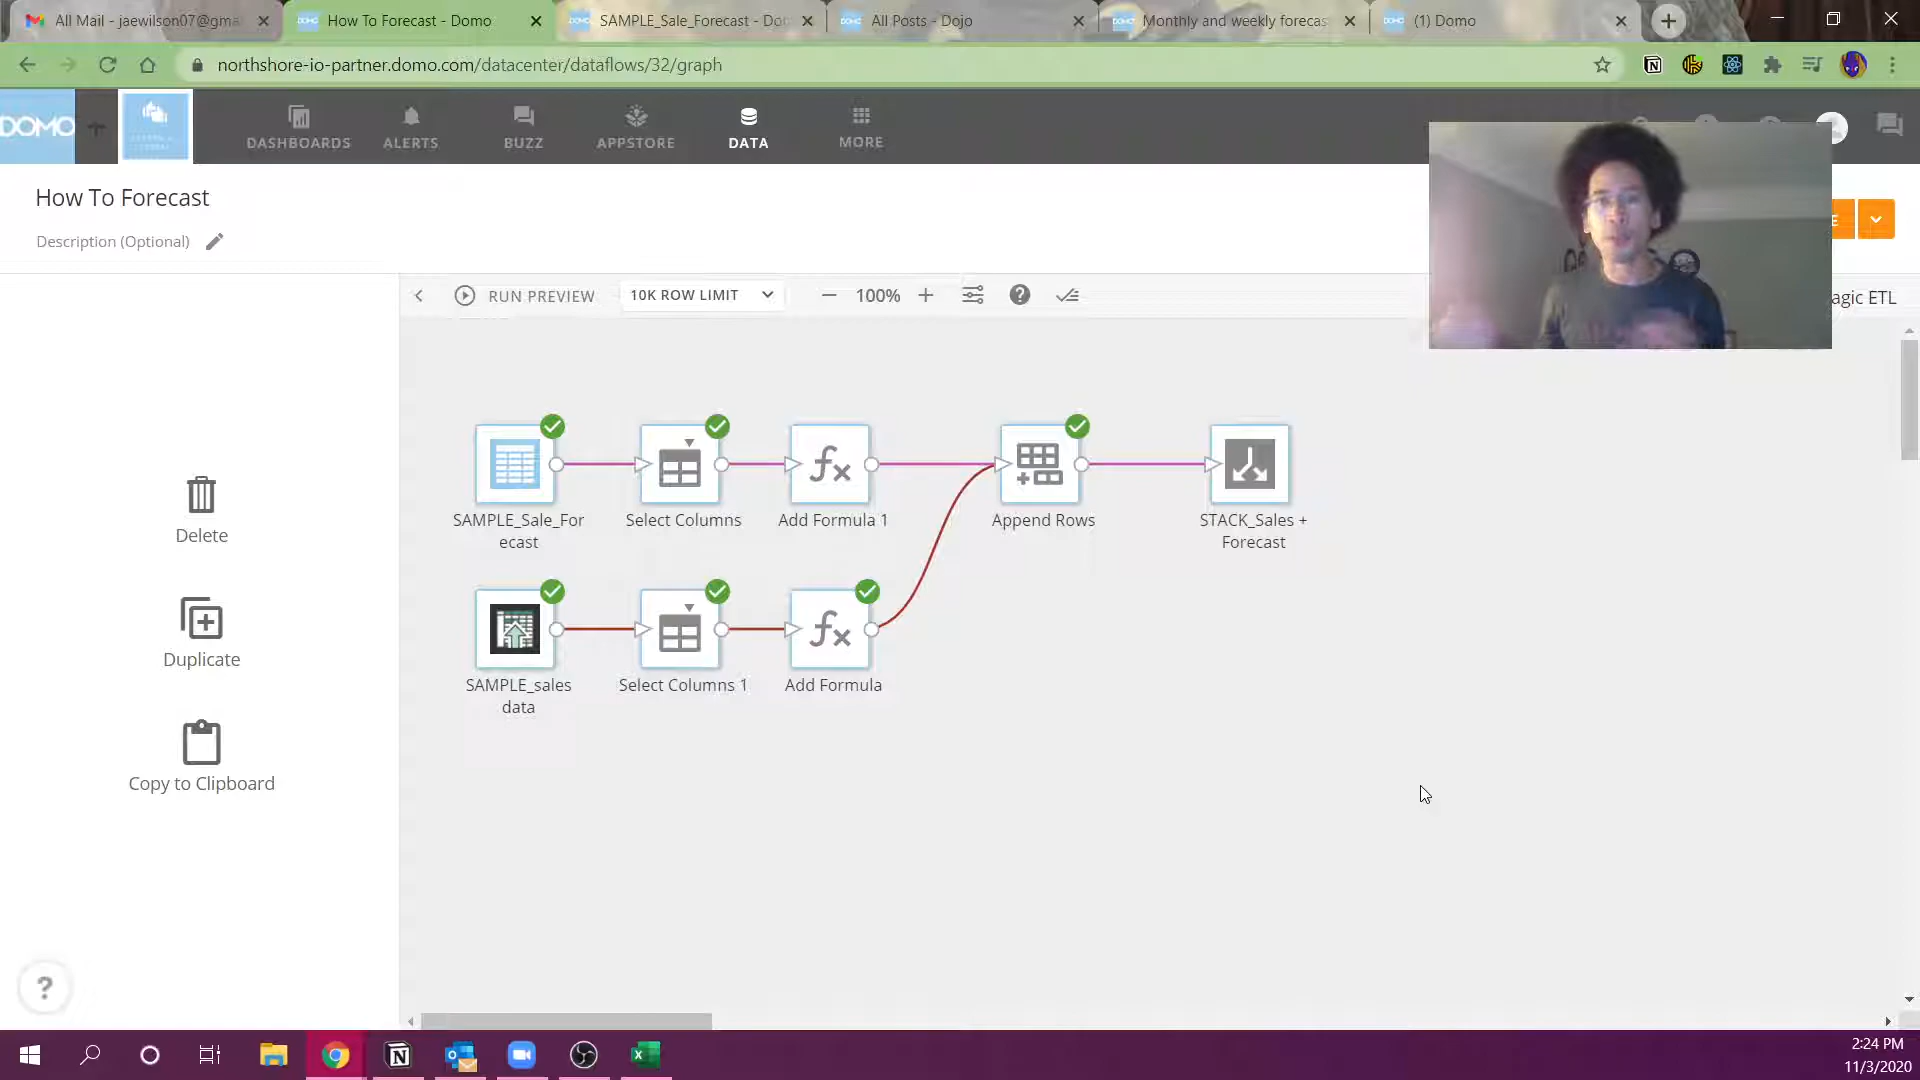 All Mail - jaewilson07@gma
How To Forecast - Domo
SAMPLE_Sale_Forecast - Do
All Posts - Dojo
Monthly and weekly forecas
(1) Domo
northshore-io-partner.domo.com/datacenter/dataflows/32/graph
DOMO
DASHBOARDS
ALERTS
BUZZ
APPSTORE
DATA
MORE
How To Forecast
Description (Optional)
RUN PREVIEW
10K ROW LIMIT
100%
agic ETL
SAMPLE_Sale_For
ecast
Select Columns
Add Formula 1
Append Rows
STACK_Sales +
Forecast
SAMPLE_sales
data
Select Columns 1
Add Formula
Delete
Duplicate
Copy to Clipboard
?
2:24 PM
11/3/2020